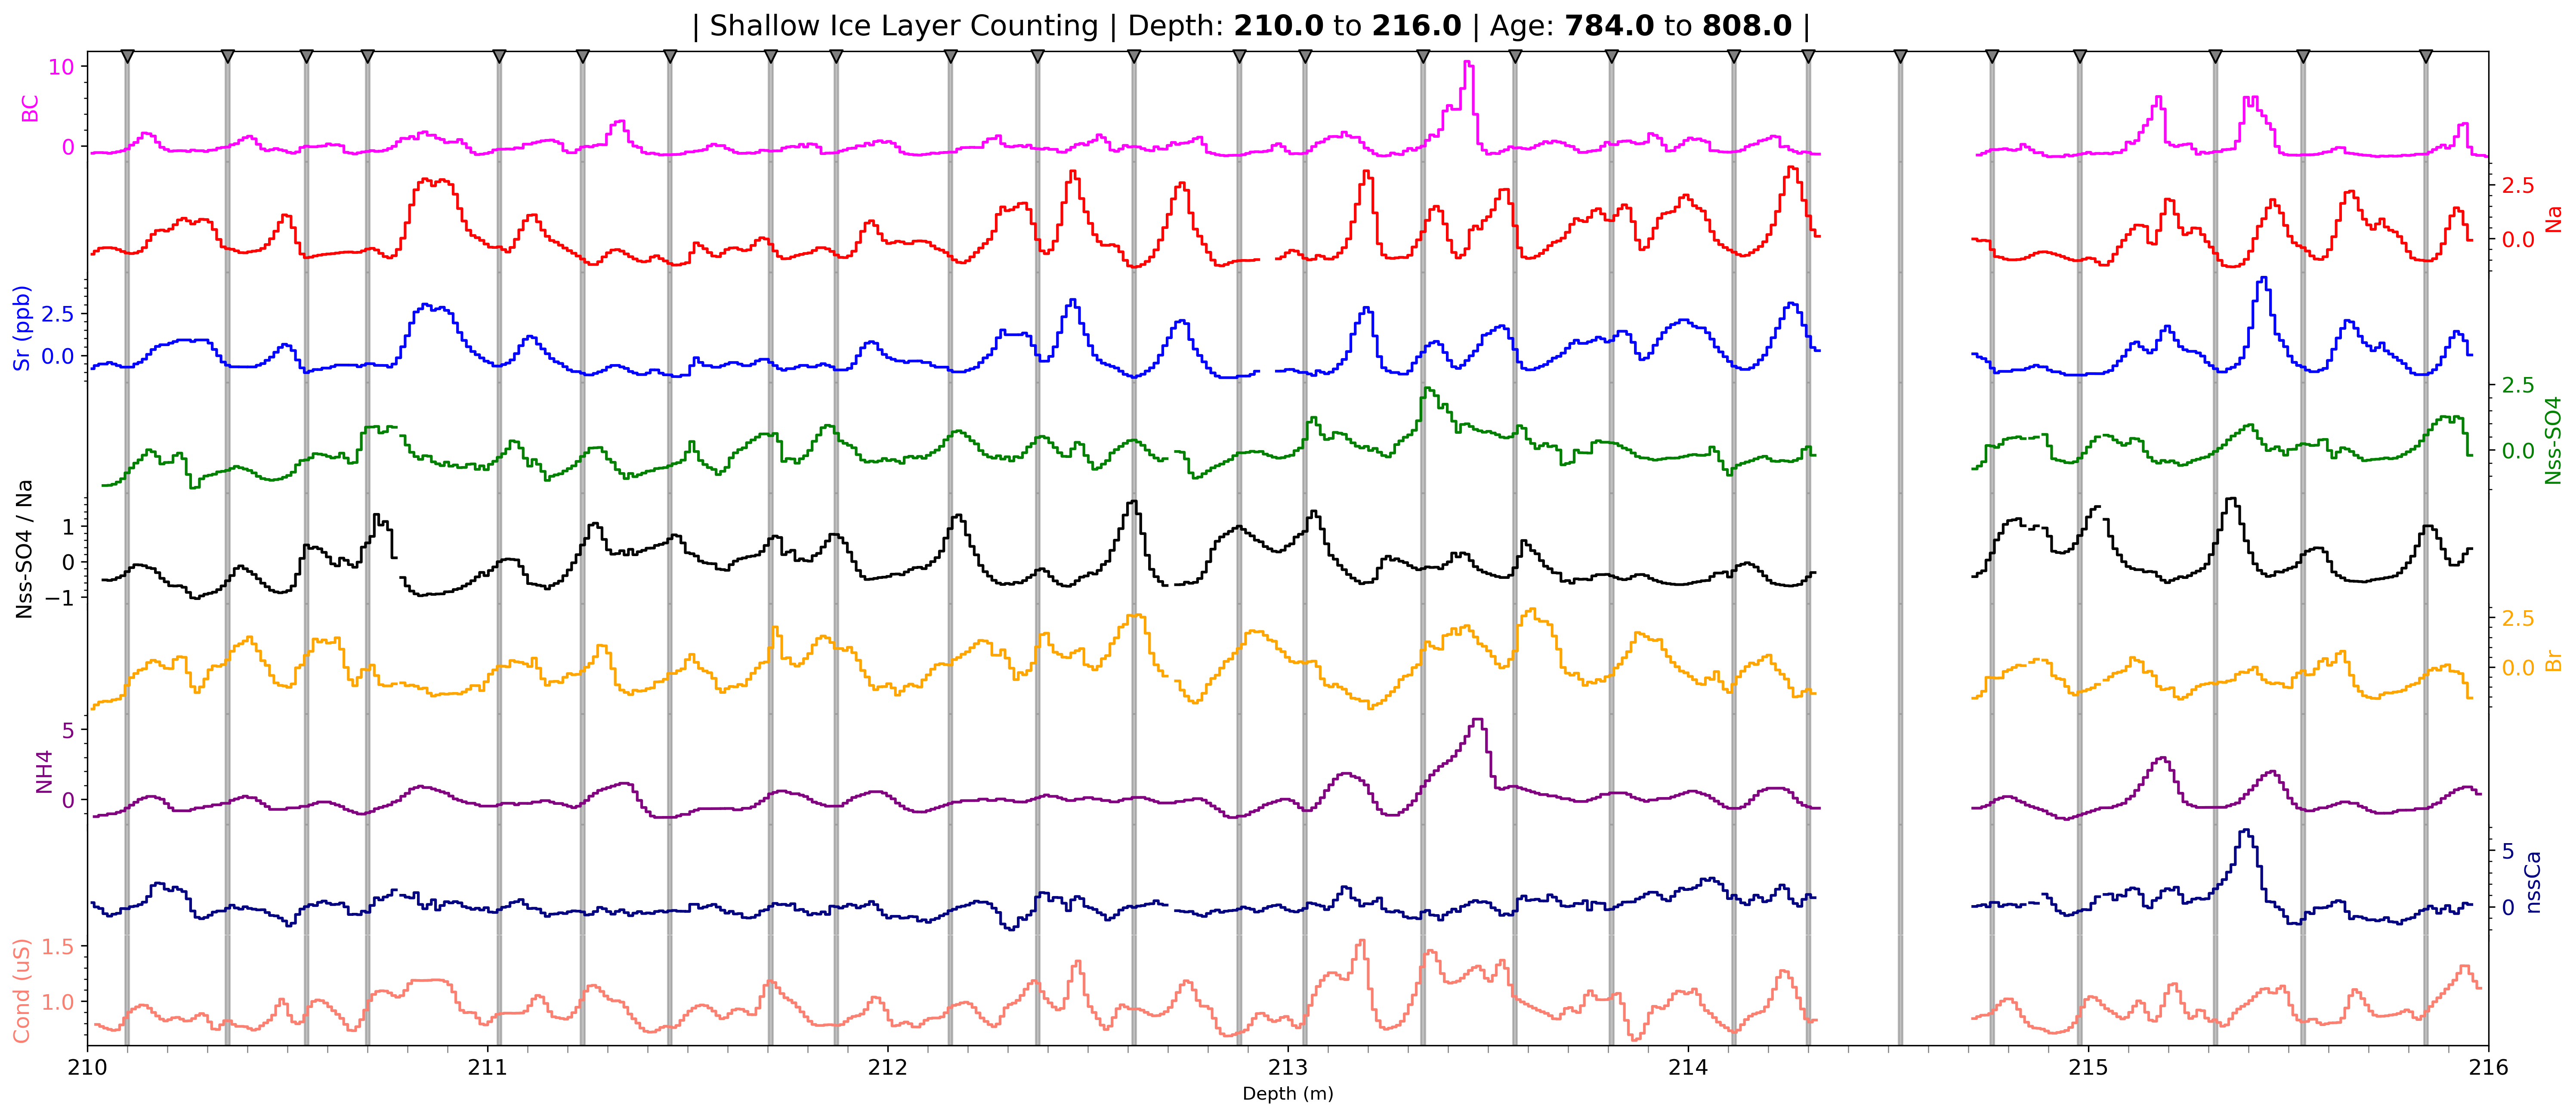 | Shallow Ice Layer Counting | Depth: 210.0 to 216.0 | Age: 784.0 to 808.0 |
BC
10
0
2.5
0.0
Na
Sr (ppb)
2.5
0.0
2.5
0.0
Nss-SO4
Nss-SO4 / Na
1
0
−1
2.5
0.0
Br
NH4
5
0
5
0
nssCa
Cond (uS)
1.5
1.0
210 211 212 213 214 215 216
Depth (m)